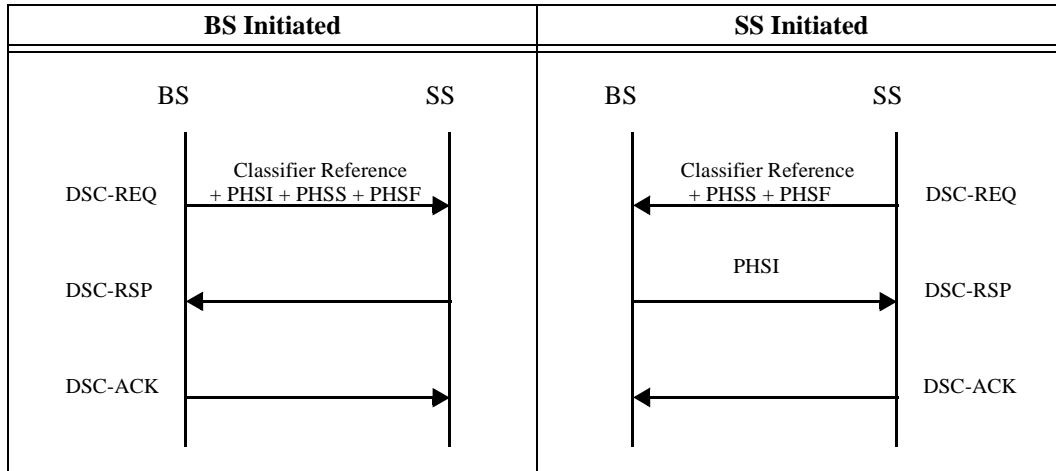 BS Initiated
SS Initiated
BS
SS
DSC-REQ
Classifier Reference
+ PHSI + PHSS + PHSF
DSC-RSP
DSC-ACK
BS
SS
Classifier Reference
+ PHSS + PHSF
DSC-REQ
PHSI
DSC-RSP
DSC-ACK